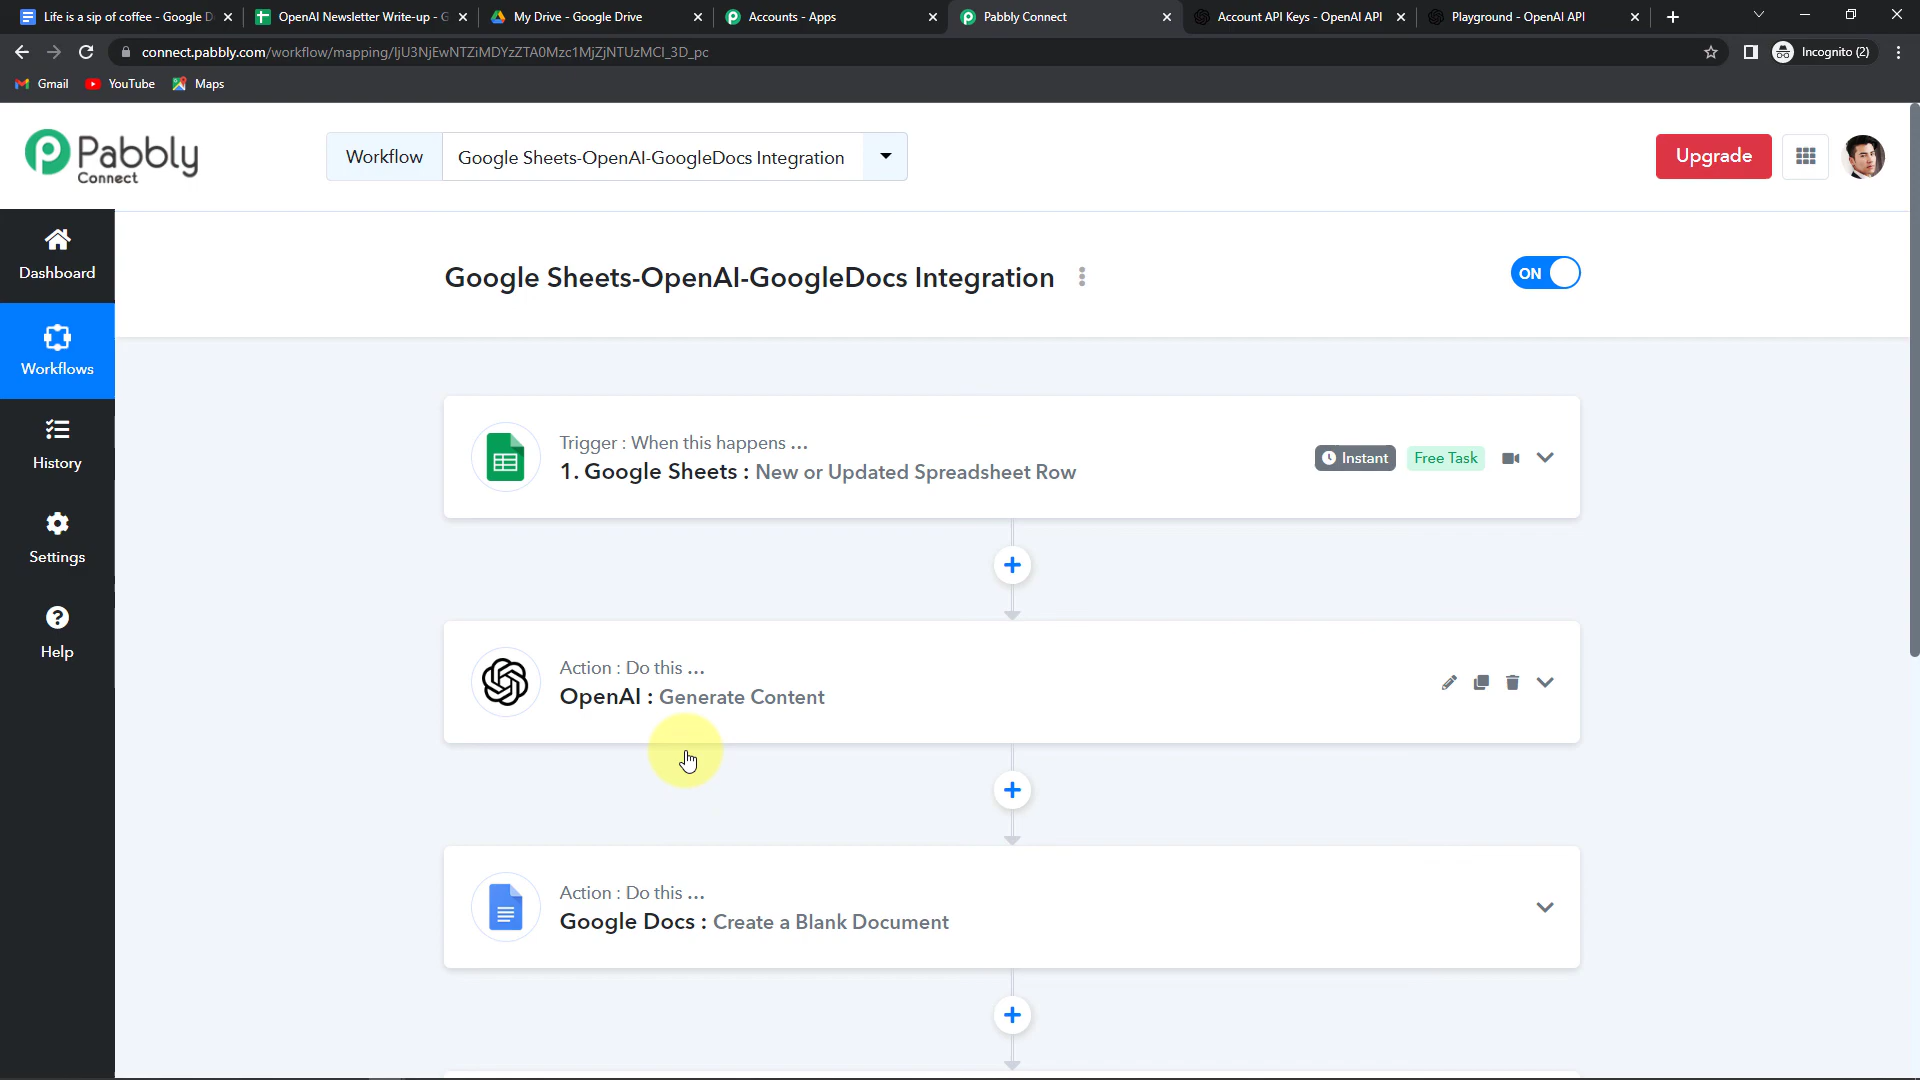 Life is a sip of coffee - Google D
OpenAI Newsletter Write-up - G
My Drive - Google Drive
Accounts - Apps
Pabbly Connect
Account API Keys - OpenAI API
Playground - OpenAI API
connect.pabbly.com/workflow/mapping/IjU3NjEwNTZiMDYzZTA0Mzc1MjZjNTUzMCI_3D_pc
Incognito (2)
Gmail
YouTube
Maps
Pabbly
Connect
Workflow
Google Sheets-OpenAI-GoogleDocs Integration
Upgrade
Dashboard
Workflows
History
Settings
Help
Google Sheets-OpenAI-GoogleDocs Integration
ON
Trigger : When this happens ...
1. Google Sheets : New or Updated Spreadsheet Row
Instant
Free Task
Action : Do this ...
OpenAI : Generate Content
Action : Do this ...
Google Docs : Create a Blank Document